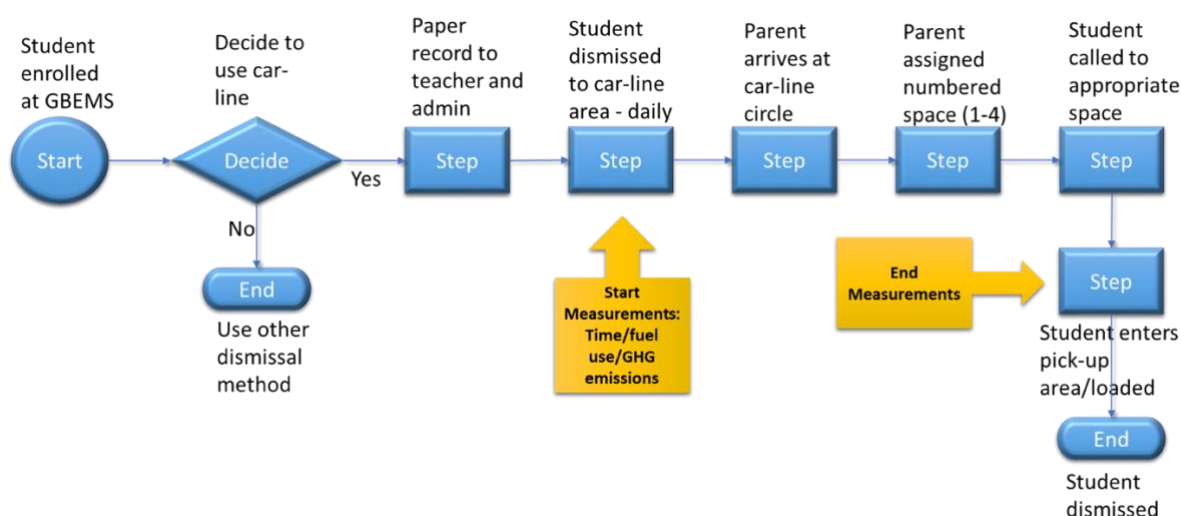 Student
enrolled
at GBEMS
Start
Decide to
use car-
line
Decide
Yes
No
End
Use other
dismissal
method
Paper
record to
teacher and
admin
Step
Student
dismissed
to car-line
area - daily
Step
Start
Measurements:
Time/fuel
use/GHG
emissions
Parent
arrives at
car-line
circle
Step
Parent
assigned
numbered
space (1-4)
Step
Student
called to
appropriate
space
Step
End
Measurements
Step
Student enters
pick-up
area/loaded
End
Student
dismissed